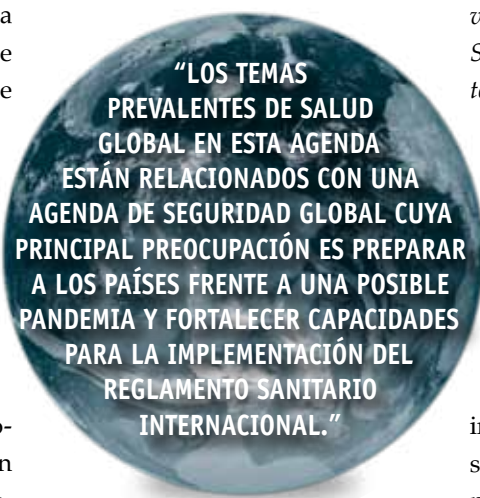 a
e
e
v
S
t
“LOS TEMAS
PREVALENTES DE SALUD
GLOBAL EN ESTA AGENDA
ESTÁN RELACIONADOS CON UNA
AGENDA DE SEGURIDAD GLOBAL CUYA
PRINCIPAL PREOCUPACIÓN ES PREPARAR
A LOS PAÍSES FRENTE A UNA POSIBLE
PANDEMIA Y FORTALECER CAPACIDADES
PARA LA IMPLEMENTACIÓN DEL
REGLAMENTO SANITARIO
INTERNACIONAL.”
o-
n
in
s